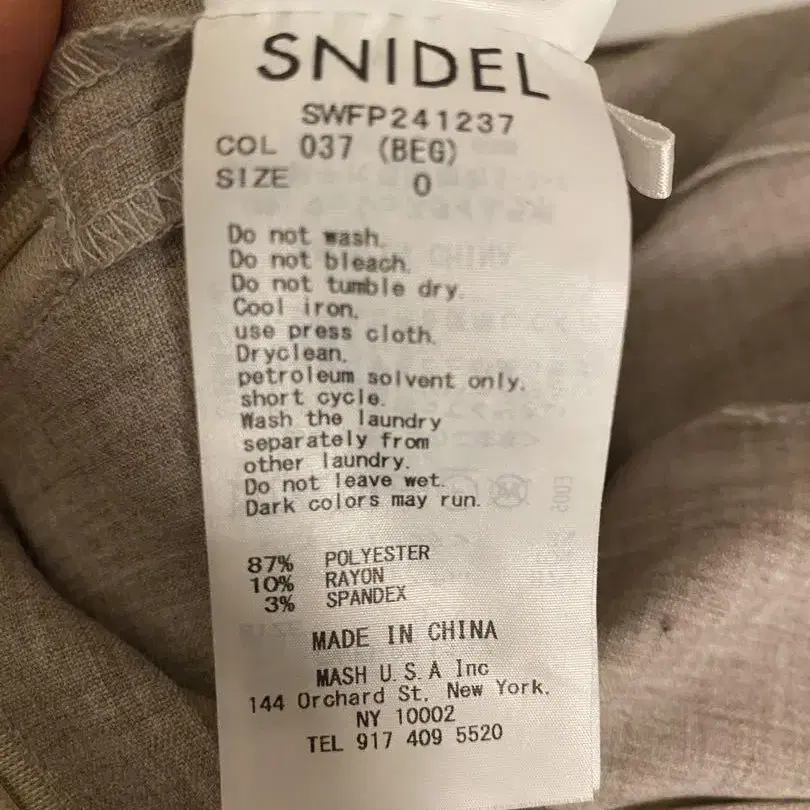 SNIDEL
SWFP241237
COL 037 (BEG)
SIZE 0
Do not wash.
Do not bleach.
Do not tumble dry.
Cool iron.
use press cloth.
Dryclean.
petroleum solvent only.
short cycle.
Wash the laundry
separately from
other laundry.
Do not leave wet.
Dark colors may run.
87% POLYESTER
10% RAYON
3% SPANDEX
MADE IN CHINA
MASH U.S.A Inc
144 Orchard St. New York.
NY 10002
TEL 917 409 5520